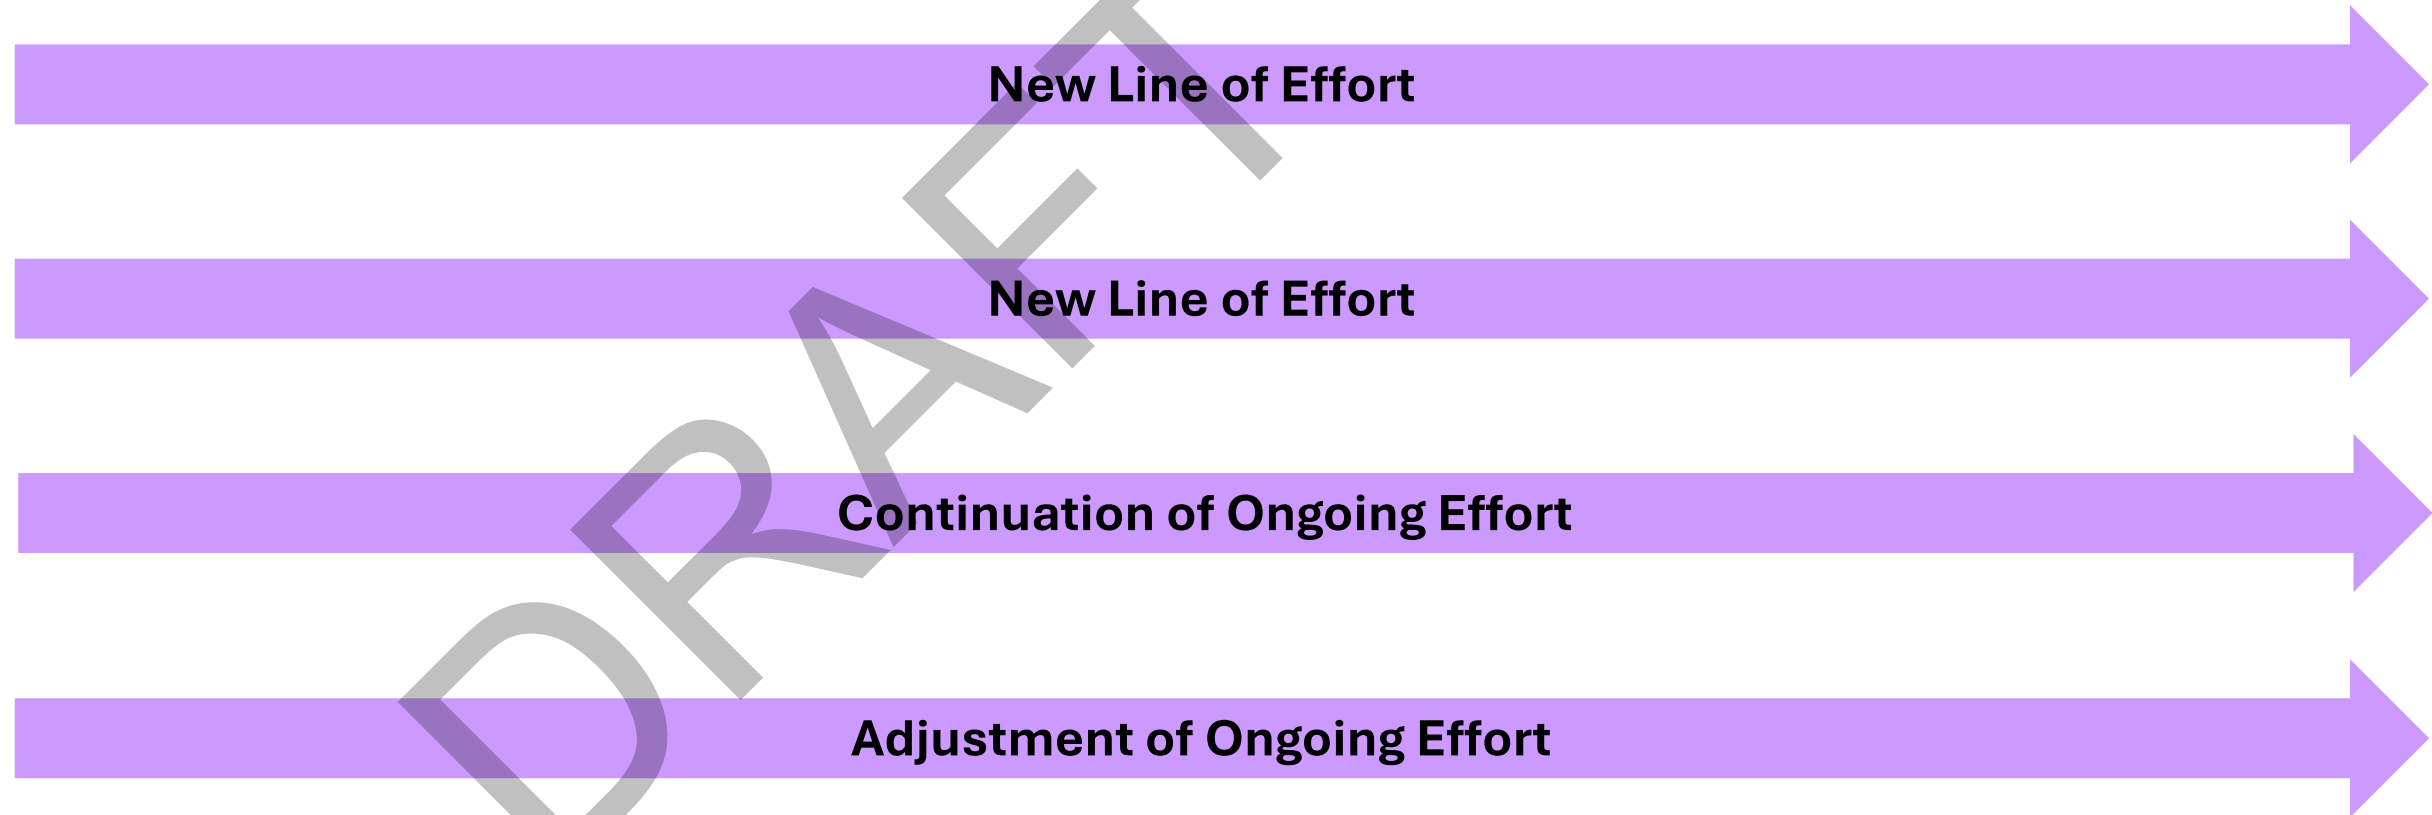 New Line of Effort
New Line of Effort
Continuation of Ongoing Effort
Adjustment of Ongoing Effort
DRAFT